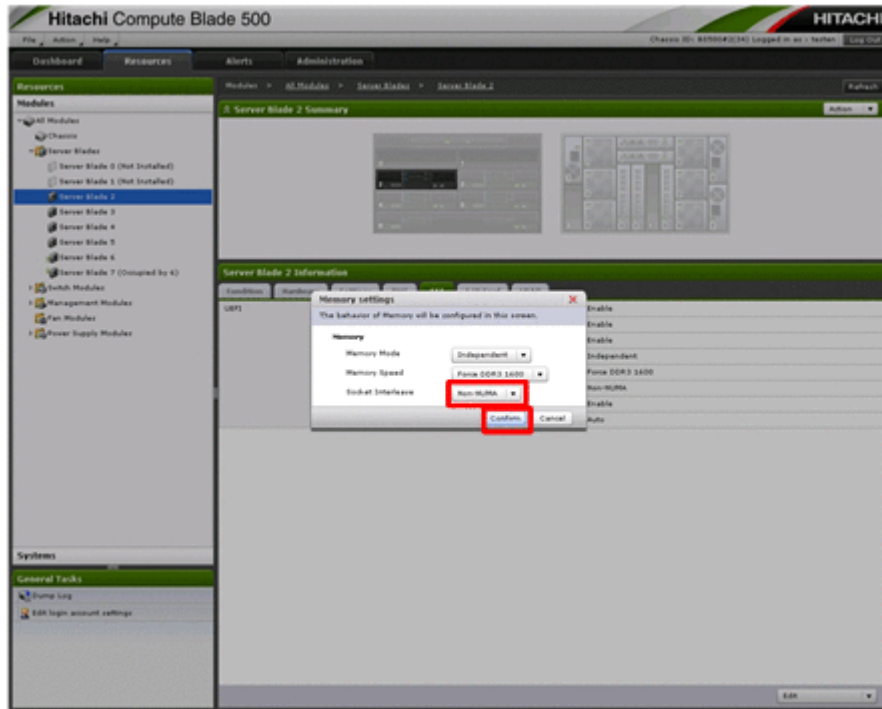 Hitachi Compute Blade 500
HITACHI
File Action Help
Logged in as - Log Out
Dashboard Resources Alerts Administration
Resources
Modules > All Modules > Server Blades > Server Blade 2
Refresh
Modules
Server Blade 2 Summary
Action
All Modules
Chassis
Server Blades
Server Blade 0 (Not Installed)
Server Blade 1 (Not Installed)
Server Blade 2
Server Blade 3
Server Blade 4
Server Blade 5
Server Blade 6
Server Blade 7 (Occupied by 6)
Switch Modules
Management Modules
Fan Modules
Power Supply Modules
Server Blade 2 Information
Condition
Memory settings
The behavior of Memory will be configured in this screen.
Memory
Memory Mode Independent
Memory Speed Force DDR3 1600
Socket Interleave Non-NUMA
Confirm Cancel
Enable
Enable
Enable
Independent
Force DDR3 1600
Non-NUMA
Enable
Auto
Systems
General Tasks
Dump Log
Edit login account settings
Edit